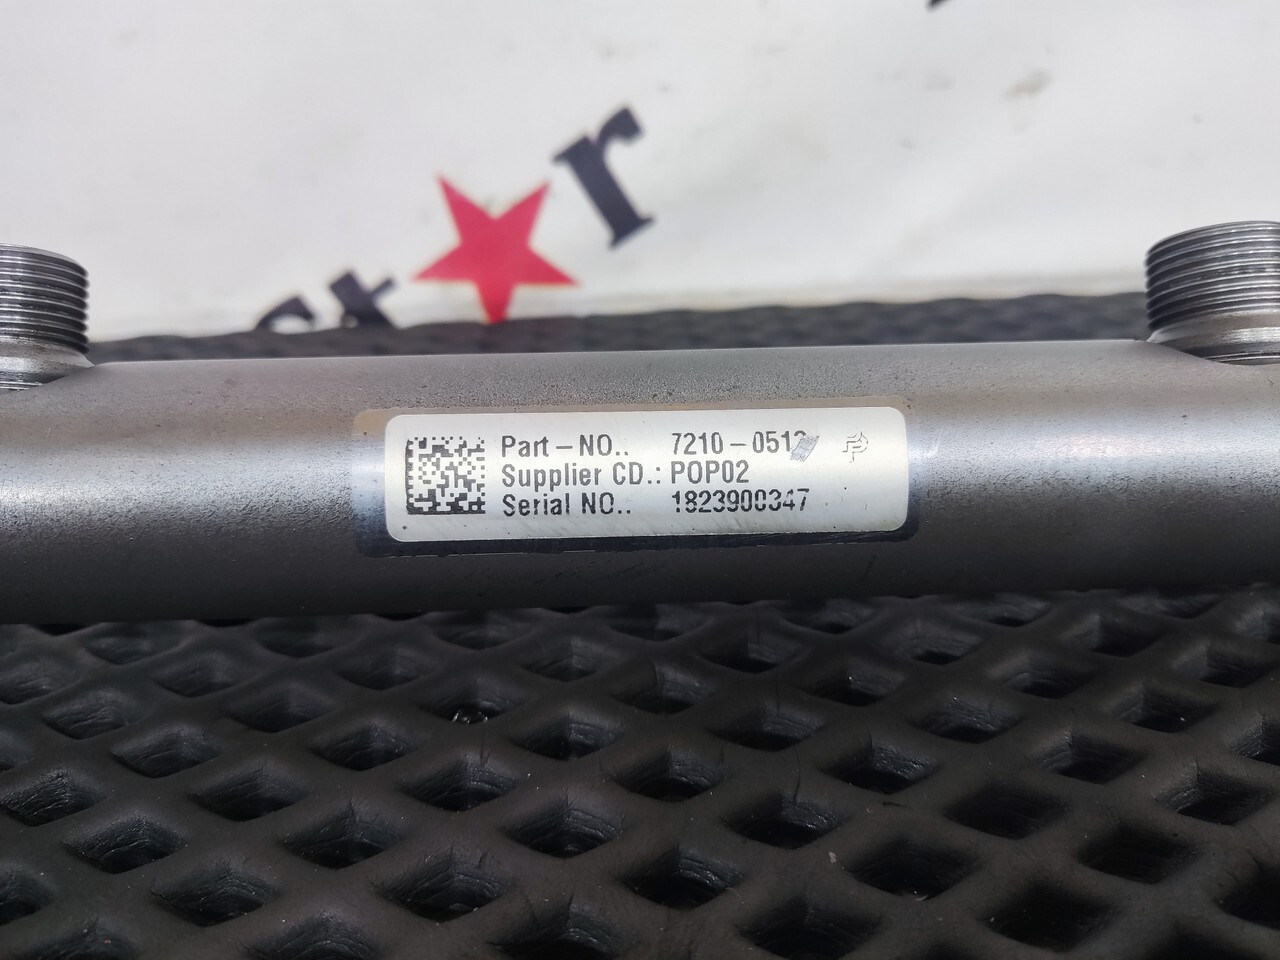 r
Part-NO..
Supplier CD.: POP02
Serial NO.. 1823900347